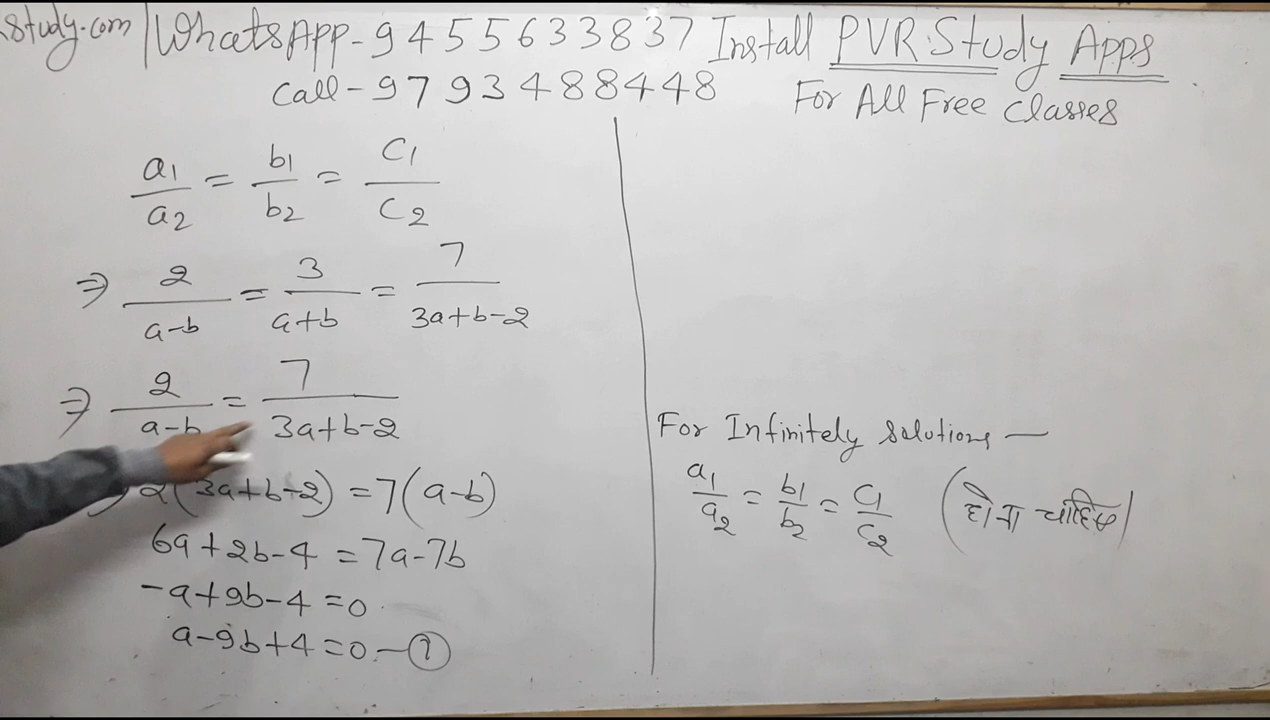 study.com | WhatsApp-9455633837 Install PVR Study Apps
Call-9793488448 For All Free Classes
a1/a2 = b1/b2 = C1/C2
⇒ 2/(a-b) = 3/(a+b) = 7/(3a+b-2)
⇒ 2/(a-b) = 7/(3a+b-2)
2(3a+b-2) = 7(a-b)
6a+2b-4 = 7a-7b
-a+9b-4=0
a-9b+4=0 — ①
For Infinitely Solutions —
a1/a2 = b1/b2 = C1/C2 (होना चाहिए)